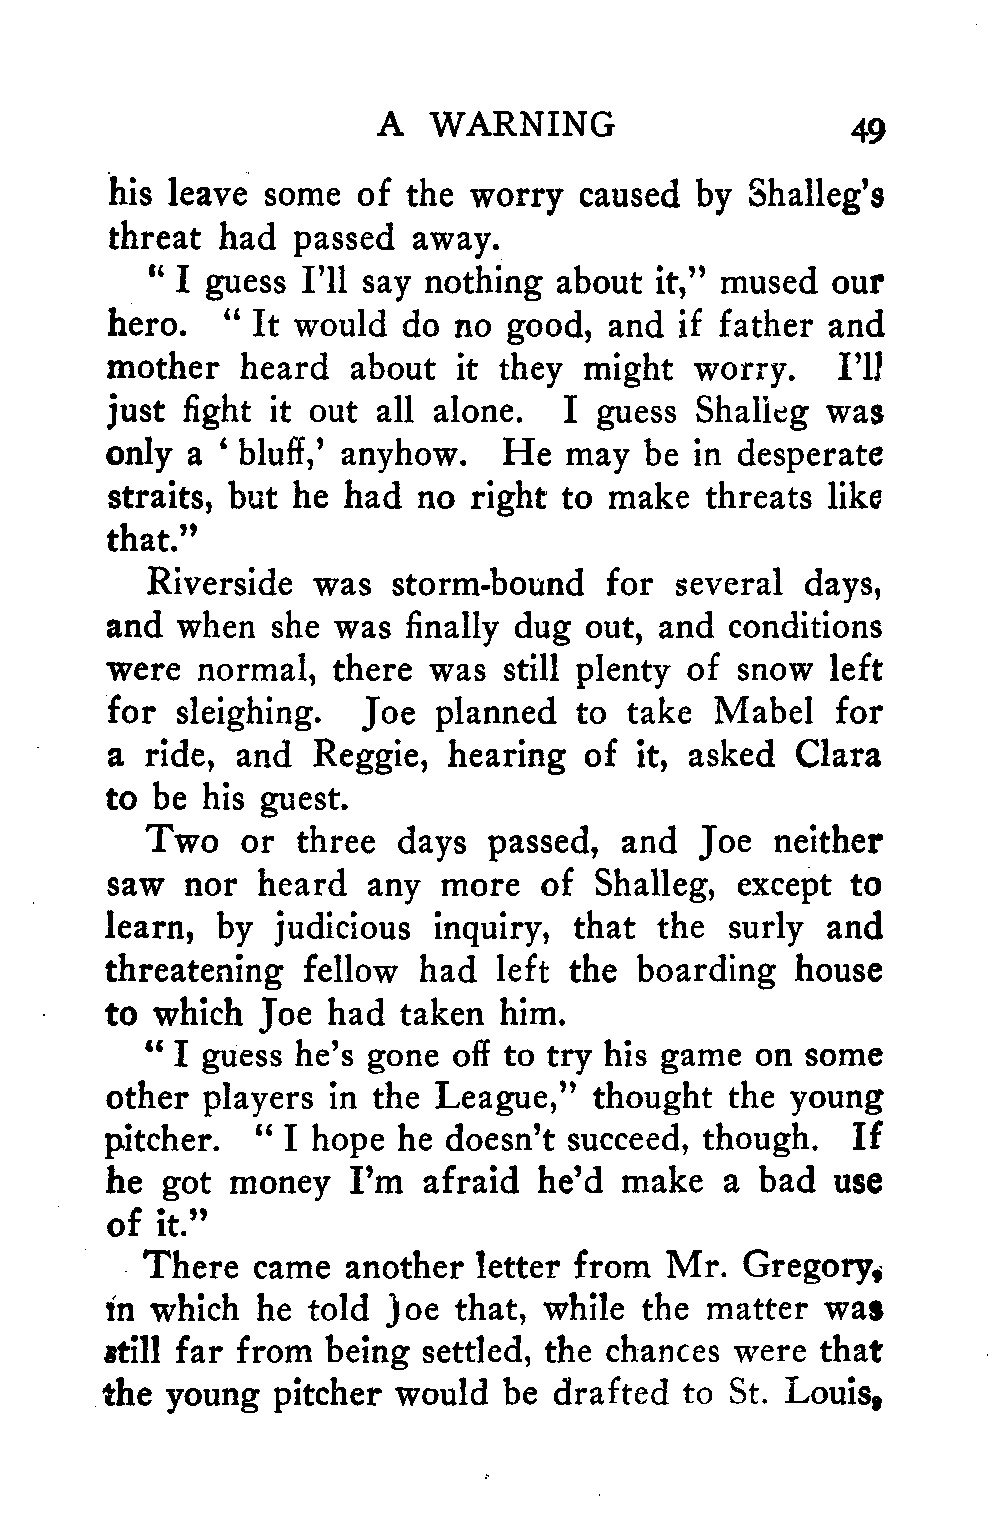 A WARNING 49
his leave some of the worry caused by Shalleg's
threat had passed away.
“ I guess I’ll say nothing about it,” mused our
hero. “ It would do no good, and if father and
mother heard about it they might worry. I’ll
just fight it out all alone. I guess Shalleg was
only a ‘ bluff,’ anyhow. He may be in desperate
straits, but he had no right to make threats like
that.”
Riverside was storm-bound for several days,
and when she was finally dug out, and conditions
were normal, there was still plenty of snow left
for sleighing. Joe planned to take Mabel for
a ride, and Reggie, hearing of it, asked Clara
to be his guest.
Two or three days passed, and Joe neither
saw nor heard any more of Shalleg, except to
learn, by judicious inquiry, that the surly and
threatening fellow had left the boarding house
to which Joe had taken him.
“ I guess he’s gone off to try his game on some
other players in the League,” thought the young
pitcher. “ I hope he doesn’t succeed, though. If
he got money I’m afraid he’d make a bad use
of it.”
There came another letter from Mr. Gregory,
in which he told Joe that, while the matter was
still far from being settled, the chances were that
the young pitcher would be drafted to St. Louis,